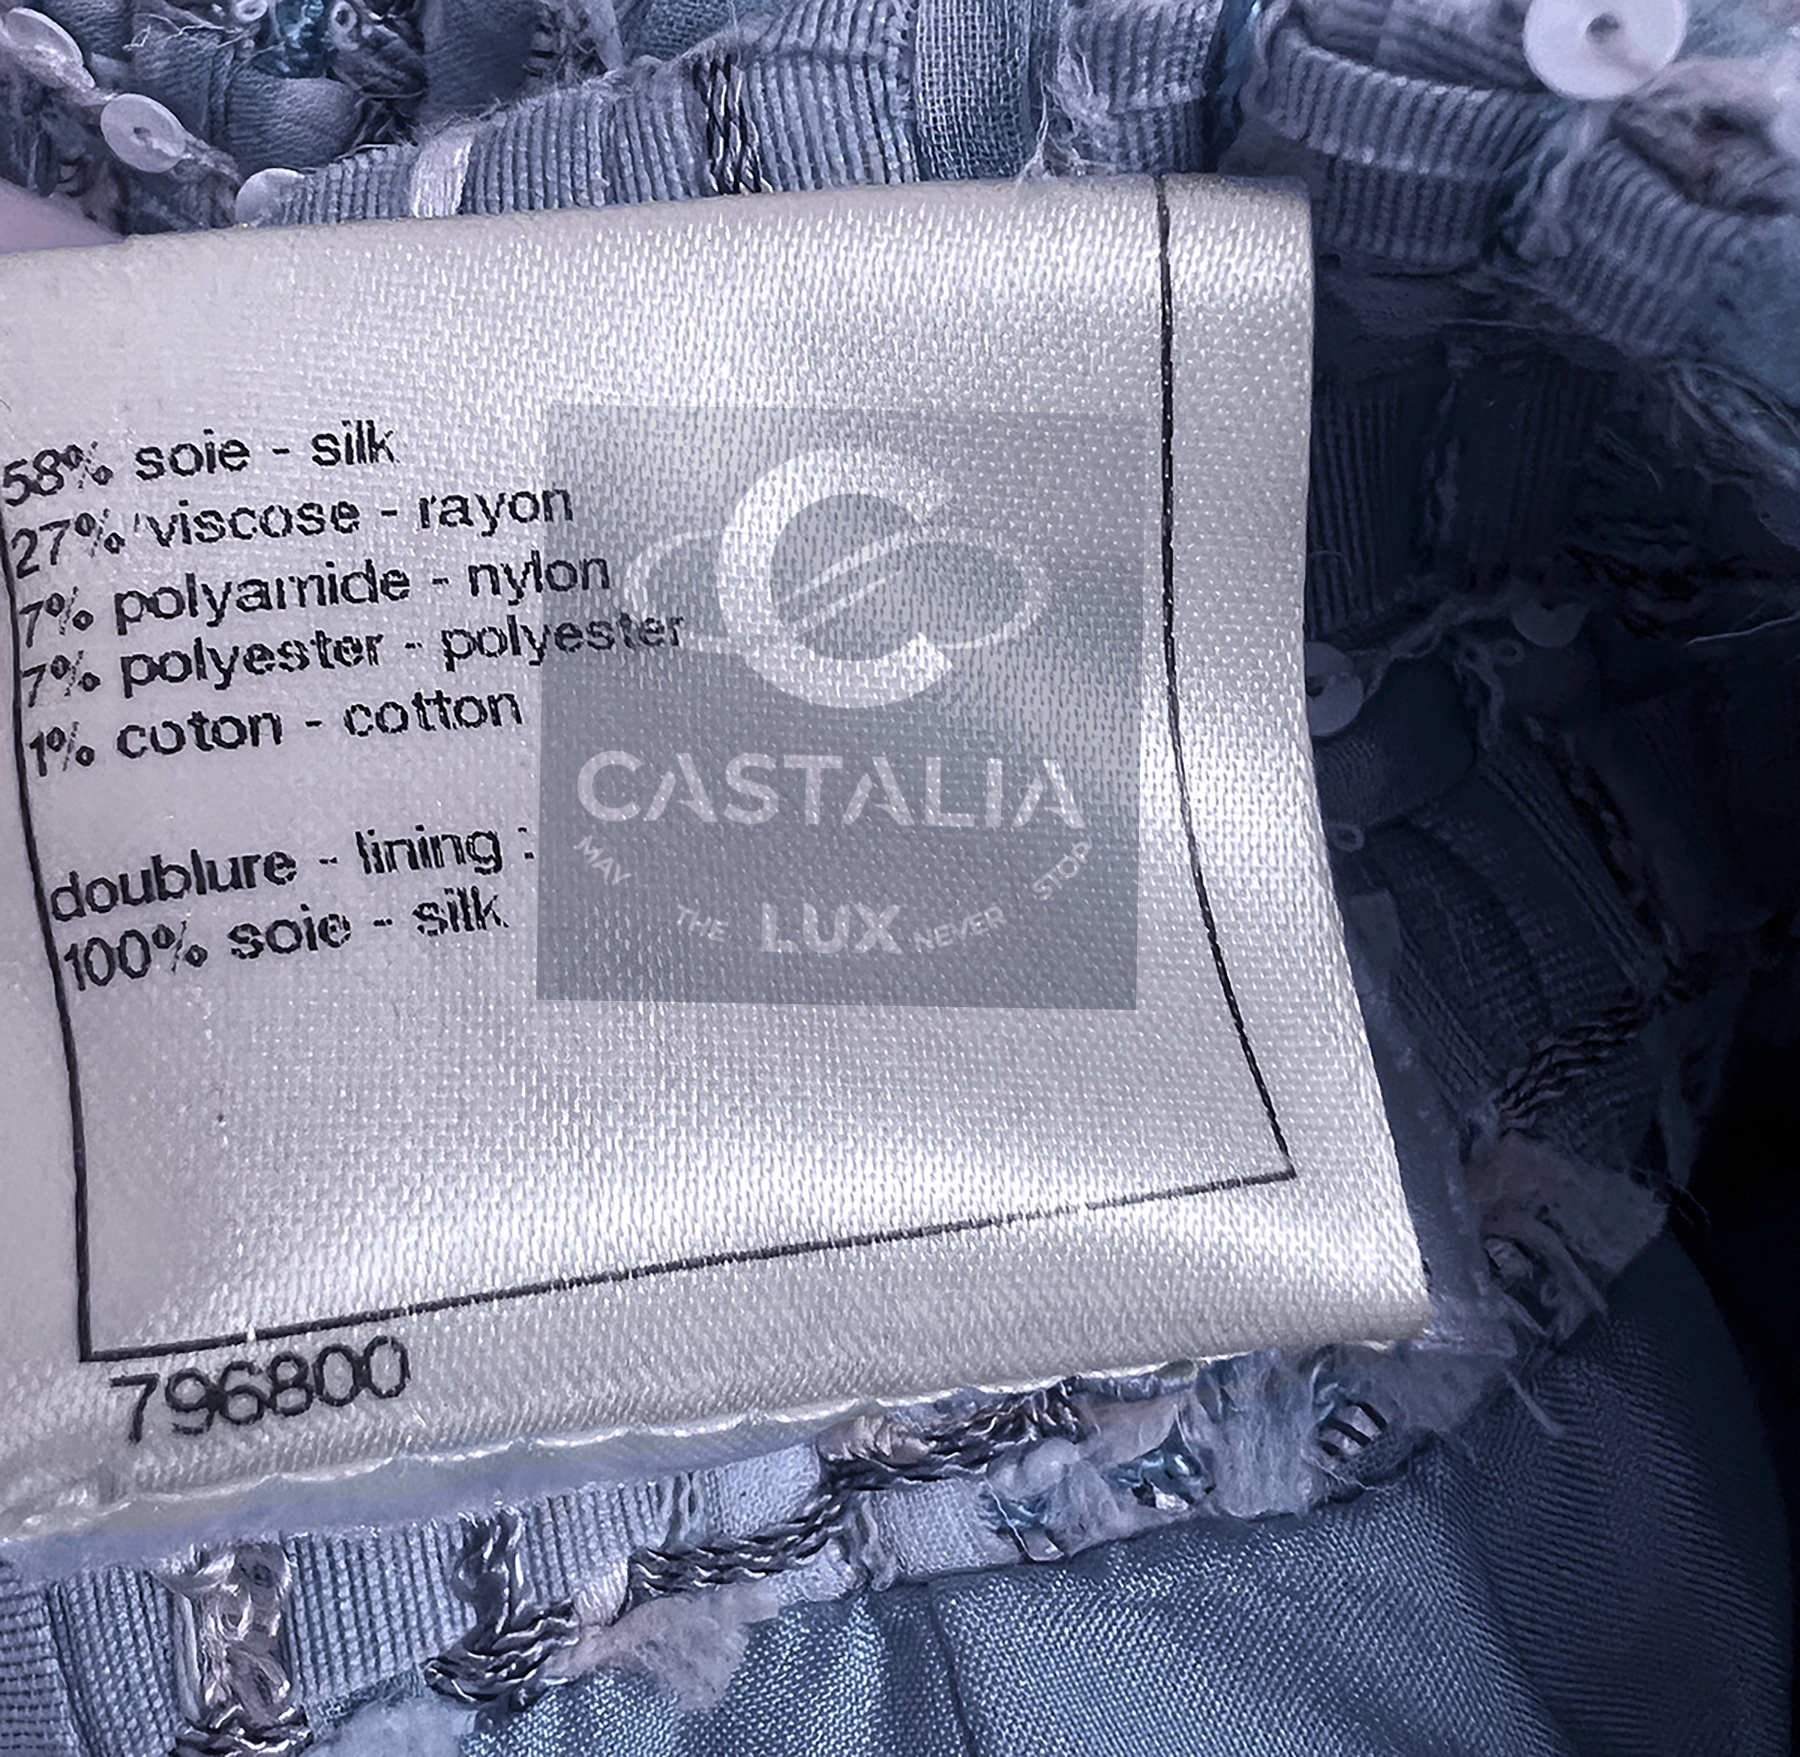 58% soie - silk
27% viscose - rayon
7% polyamide - nylon
7% polyester - polyester
1% coton - cotton
doublure - lining :
100% soie - silk
796800
CASTALIA
MAY THE LUX NEVER STOP